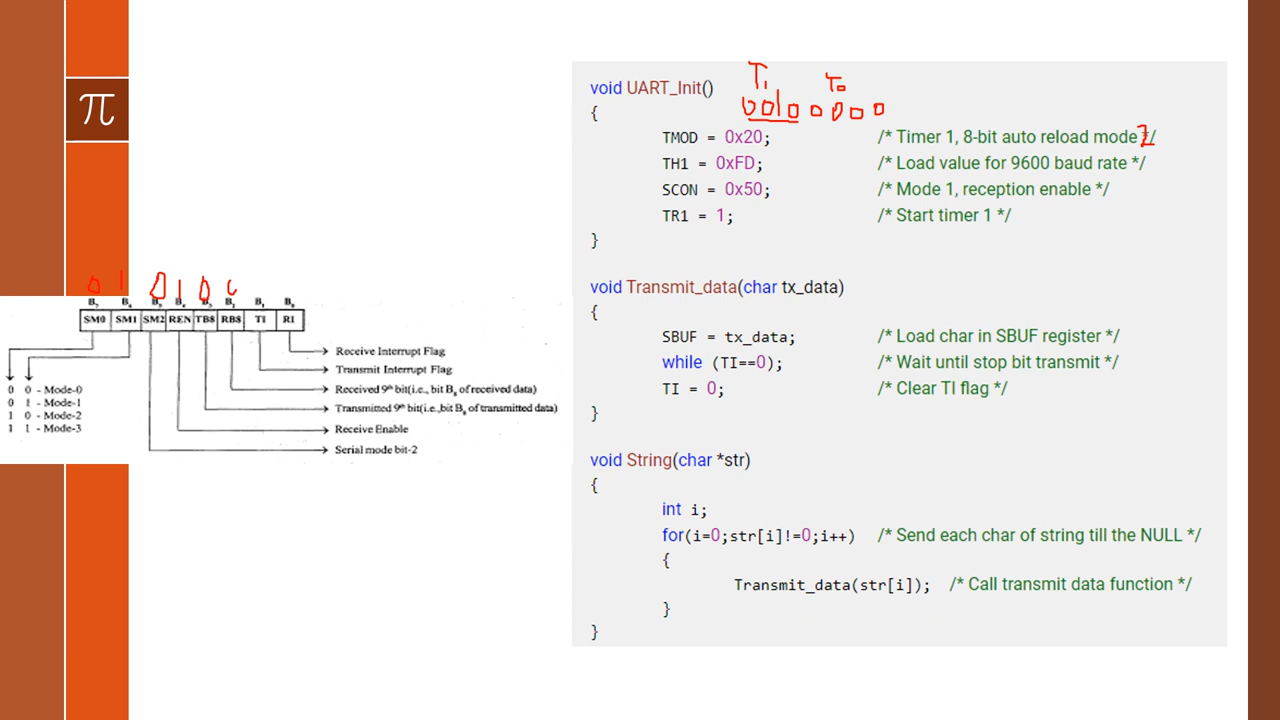 π
T1 T0
void UART_Init()
0010 0000
{
TMOD = 0x20; /* Timer 1, 8-bit auto reload mode 2 */
TH1 = 0xFD; /* Load value for 9600 baud rate */
SCON = 0x50; /* Mode 1, reception enable */
TR1 = 1; /* Start timer 1 */
}
void Transmit_data(char tx_data)
{
SBUF = tx_data; /* Load char in SBUF register */
while (TI==0); /* Wait until stop bit transmit */
TI = 0; /* Clear TI flag */
}
void String(char *str)
{
int i;
for(i=0;str[i]!=0;i++) /* Send each char of string till the NULL */
{
Transmit_data(str[i]); /* Call transmit data function */
}
}
0 1 0 1 0 0
B7 B6 B5 B4 B3 B2 B1 B0
SM0 SM1 SM2 REN TB8 RB8 TI RI
Receive Interrupt Flag
Transmit Interrupt Flag
Received 9th bit(i.e., bit B8 of received data)
Transmitted 9th bit(i.e., bit B8 of transmitted data)
Receive Enable
Serial mode bit-2
0 0 - Mode-0
0 1 - Mode-1
1 0 - Mode-2
1 1 - Mode-3